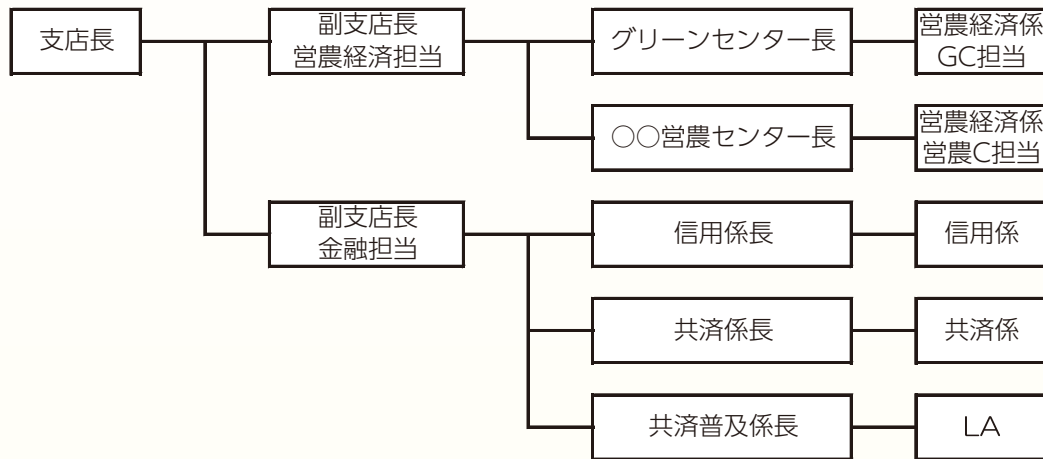 支店長
副支店長
営農経済担当
グリーンセンター長
営農経済係
GC担当
○○営農センター長
営農経済係
営農C担当
副支店長
金融担当
信用係長
信用係
共済係長
共済係
共済普及係長
LA